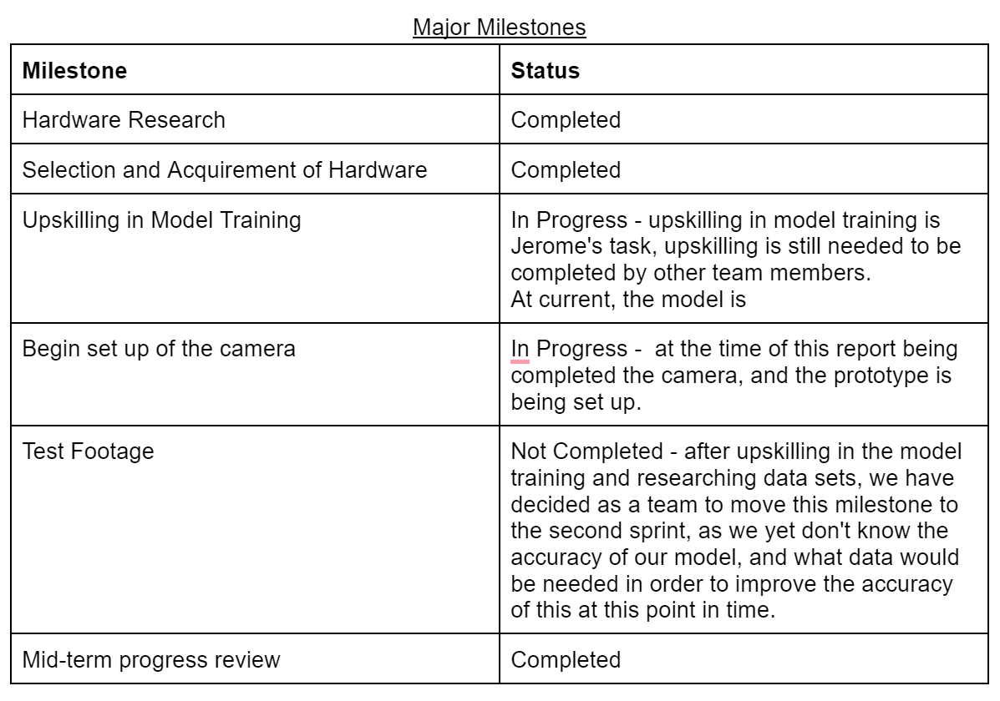 Major Milestones
Milestone
Status
Hardware Research
Completed
Selection and Acquirement of Hardware
Completed
Upskilling in Model Training
In Progress - upskilling in model training is
Jerome's task, upskilling is still needed to be
completed by other team members.
At current, the model is
Begin set up of the camera
In Progress -  at the time of this report being
completed the camera, and the prototype is
being set up.
Test Footage
Not Completed - after upskilling in the model
training and researching data sets, we have
decided as a team to move this milestone to
the second sprint, as we yet don't know the
accuracy of our model, and what data would
be needed in order to improve the accuracy
of this at this point in time.
Mid-term progress review
Completed